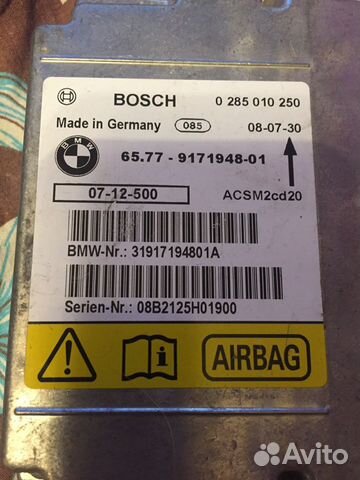 BOSCH 0 285 010 250
Made in Germany 085 08-07-30
BMW 65.77 - 9171948-01
07-12-500 ACSM2cd20
BMW-Nr.: 31917194801A
Serien-Nr.: 08B2125H01900
AIRBAG
Avito